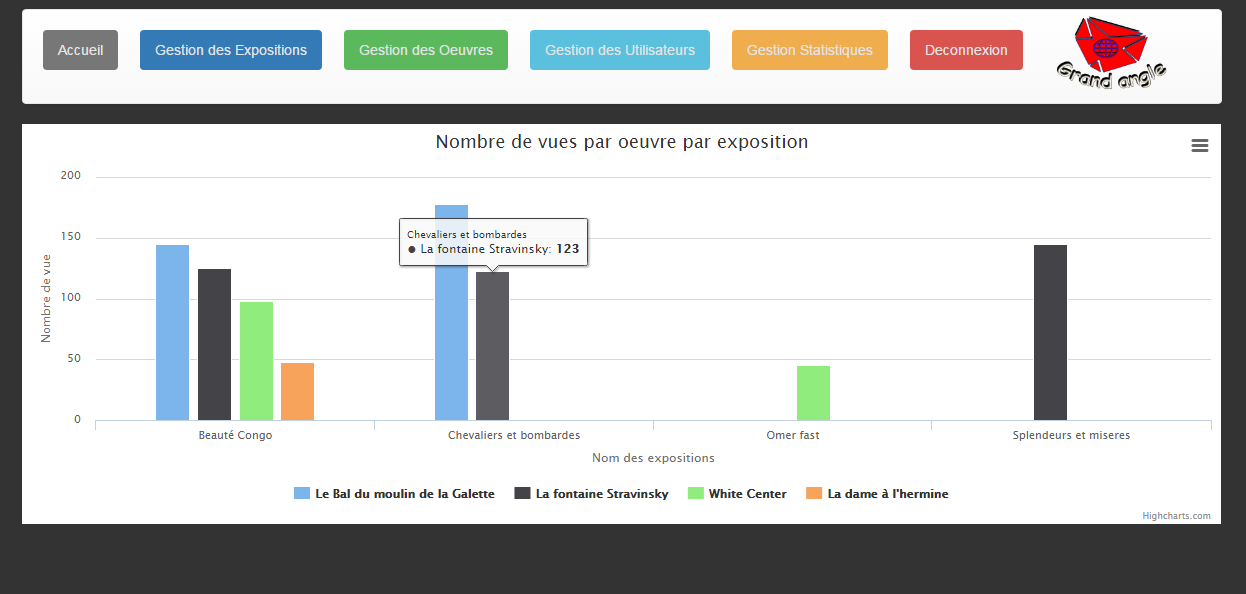 Accueil Gestion des Expositions Gestion des Oeuvres Gestion des Utilisateurs Gestion Statistiques Deconnexion
Grand angle
Nombre de vues par oeuvre par exposition
200
150
100
50
0
Nombre de vue
Chevaliers et bombardes
● La fontaine Stravinsky: 123
Beauté Congo Chevaliers et bombardes Omer fast Splendeurs et miseres
Nom des expositions
Le Bal du moulin de la Galette La fontaine Stravinsky White Center La dame à l'hermine
Highcharts.com